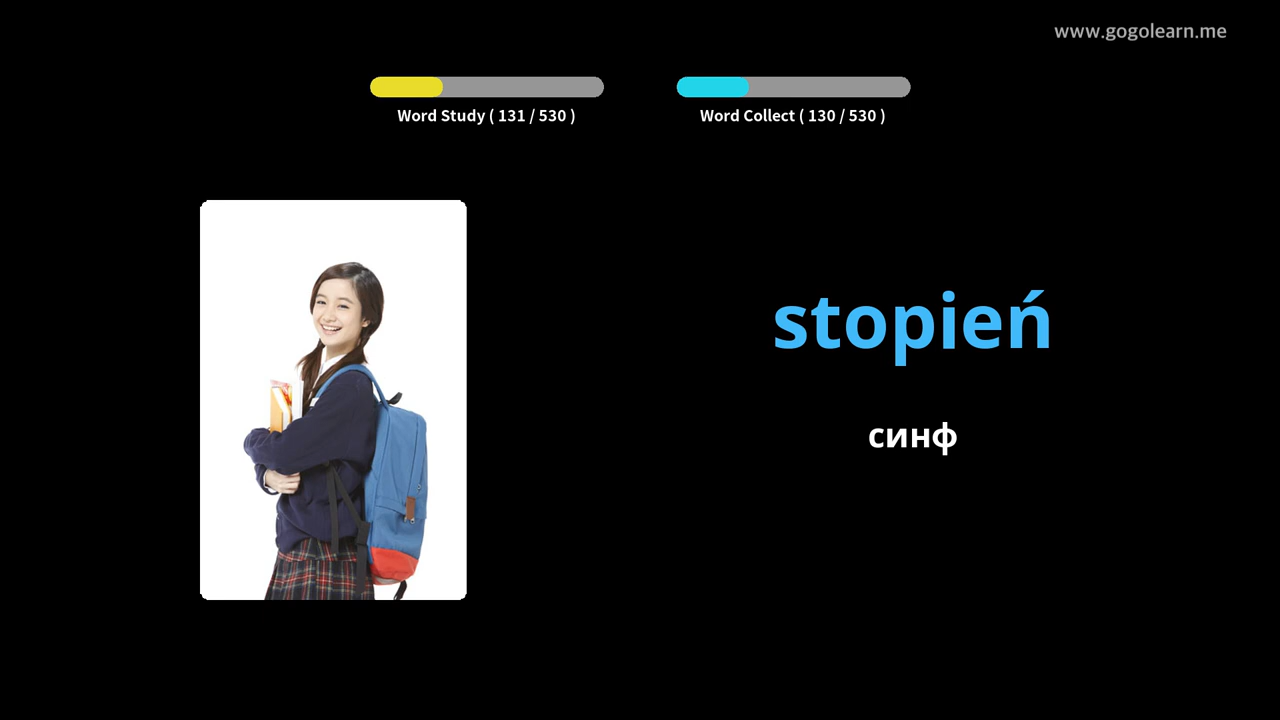 www.gogolearn.me
Word Study ( 131 / 530 )
Word Collect ( 130 / 530 )
stopień
синф